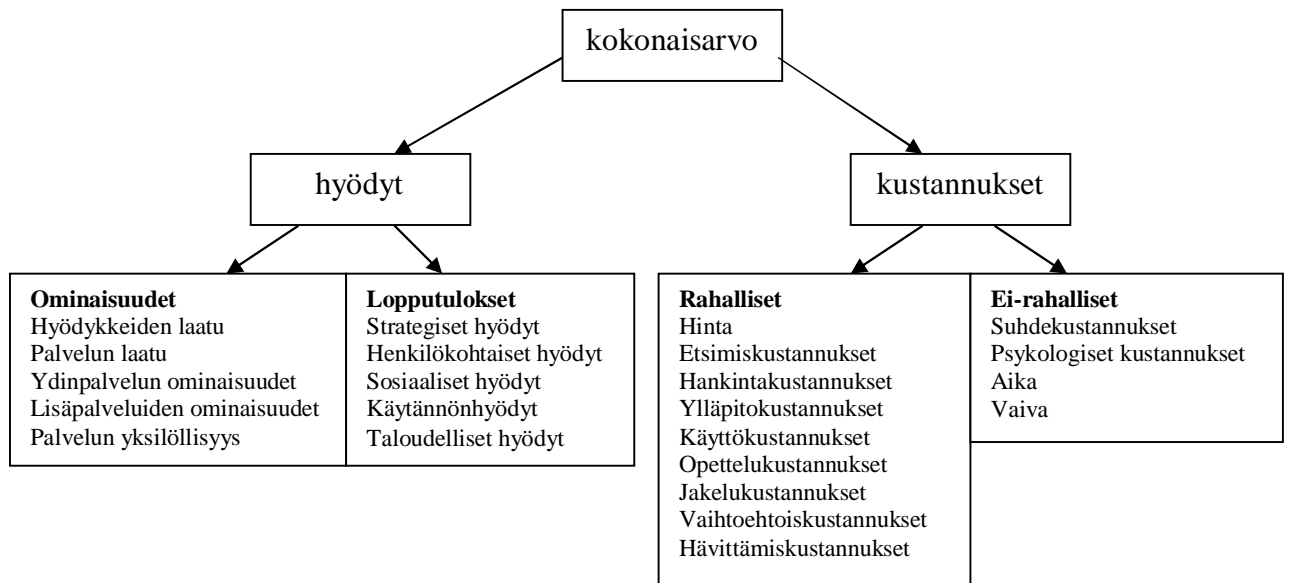 kokonaisarvo
hyödyt
kustannukset
Ominaisuudet
Hyödykkeiden laatu
Palvelun laatu
Ydinpalvelun ominaisuudet
Lisäpalveluiden ominaisuudet
Palvelun yksilöllisyys
Lopputulokset
Strategiset hyödyt
Henkilökohtaiset hyödyt
Sosiaaliset hyödyt
Käytännönhyödyt
Taloudelliset hyödyt
Rahalliset
Hinta
Etsimiskustannukset
Hankintakustannukset
Ylläpitokustannukset
Käyttökustannukset
Opettelukustannukset
Jakelukustannukset
Vaihtoehtoiskustannukset
Hävittämiskustannukset
Ei-rahalliset
Suhdekustannukset
Psykologiset kustannukset
Aika
Vaiva